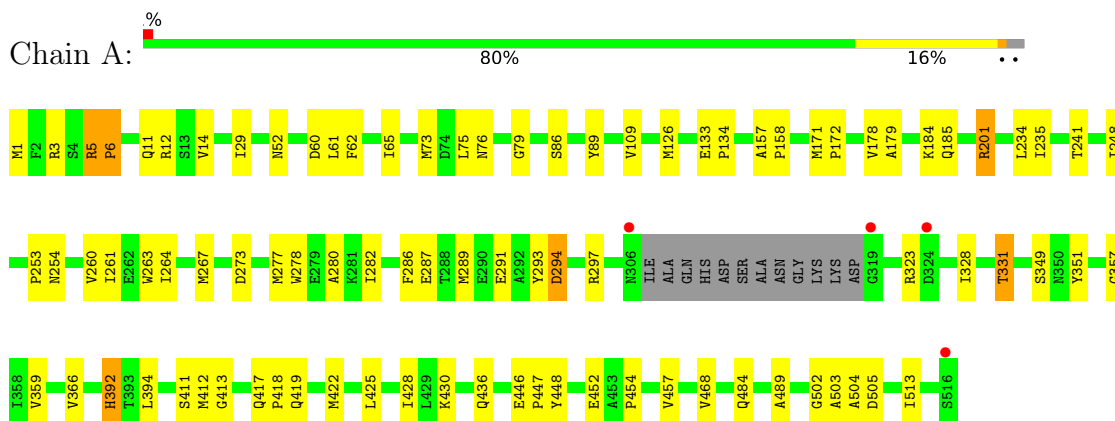 .%
Chain A:
80% 16% • •
M1 F2 R3 S4 R5 P6 Q11 R12 S13 V14 I29 N52 D60 L61 F62 I65 M73 D74 L75 N76 G79 S86 Y89 V109 M126 E133 P134 A157 P158 M171 P172 V178 A179 K184 Q185 R201 L234 I235 T241
P253 N254 V260 I261 E262 W263 I264 M267 D273 M277 W278 E279 A280 K281 I282 F286 E287 T288 M289 E290 E291 A292 Y293 D294 R297 N306 ILE ALA GLN HIS ASP SER ALA ASN GLY LYS LYS ASP G319 R323 D324 I328 T331 S349 N350 Y351
I358 V359 V366 H392 T393 L394 S411 M412 G413 Q417 P418 Q419 M422 L425 I428 L429 K430 Q436 E446 P447 Y448 E452 A453 P454 V457 V468 Q484 A489 G502 A503 A504 D505 I513 S516